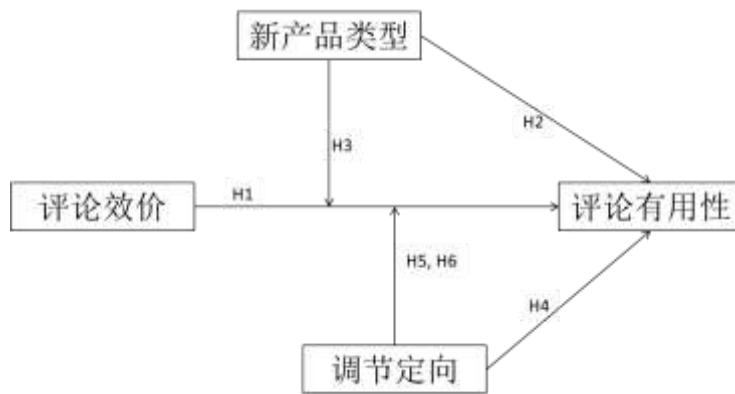 新产品类型
H2
H3
H1
评论效价
评论有用性
H5, H6
H4
调节定向